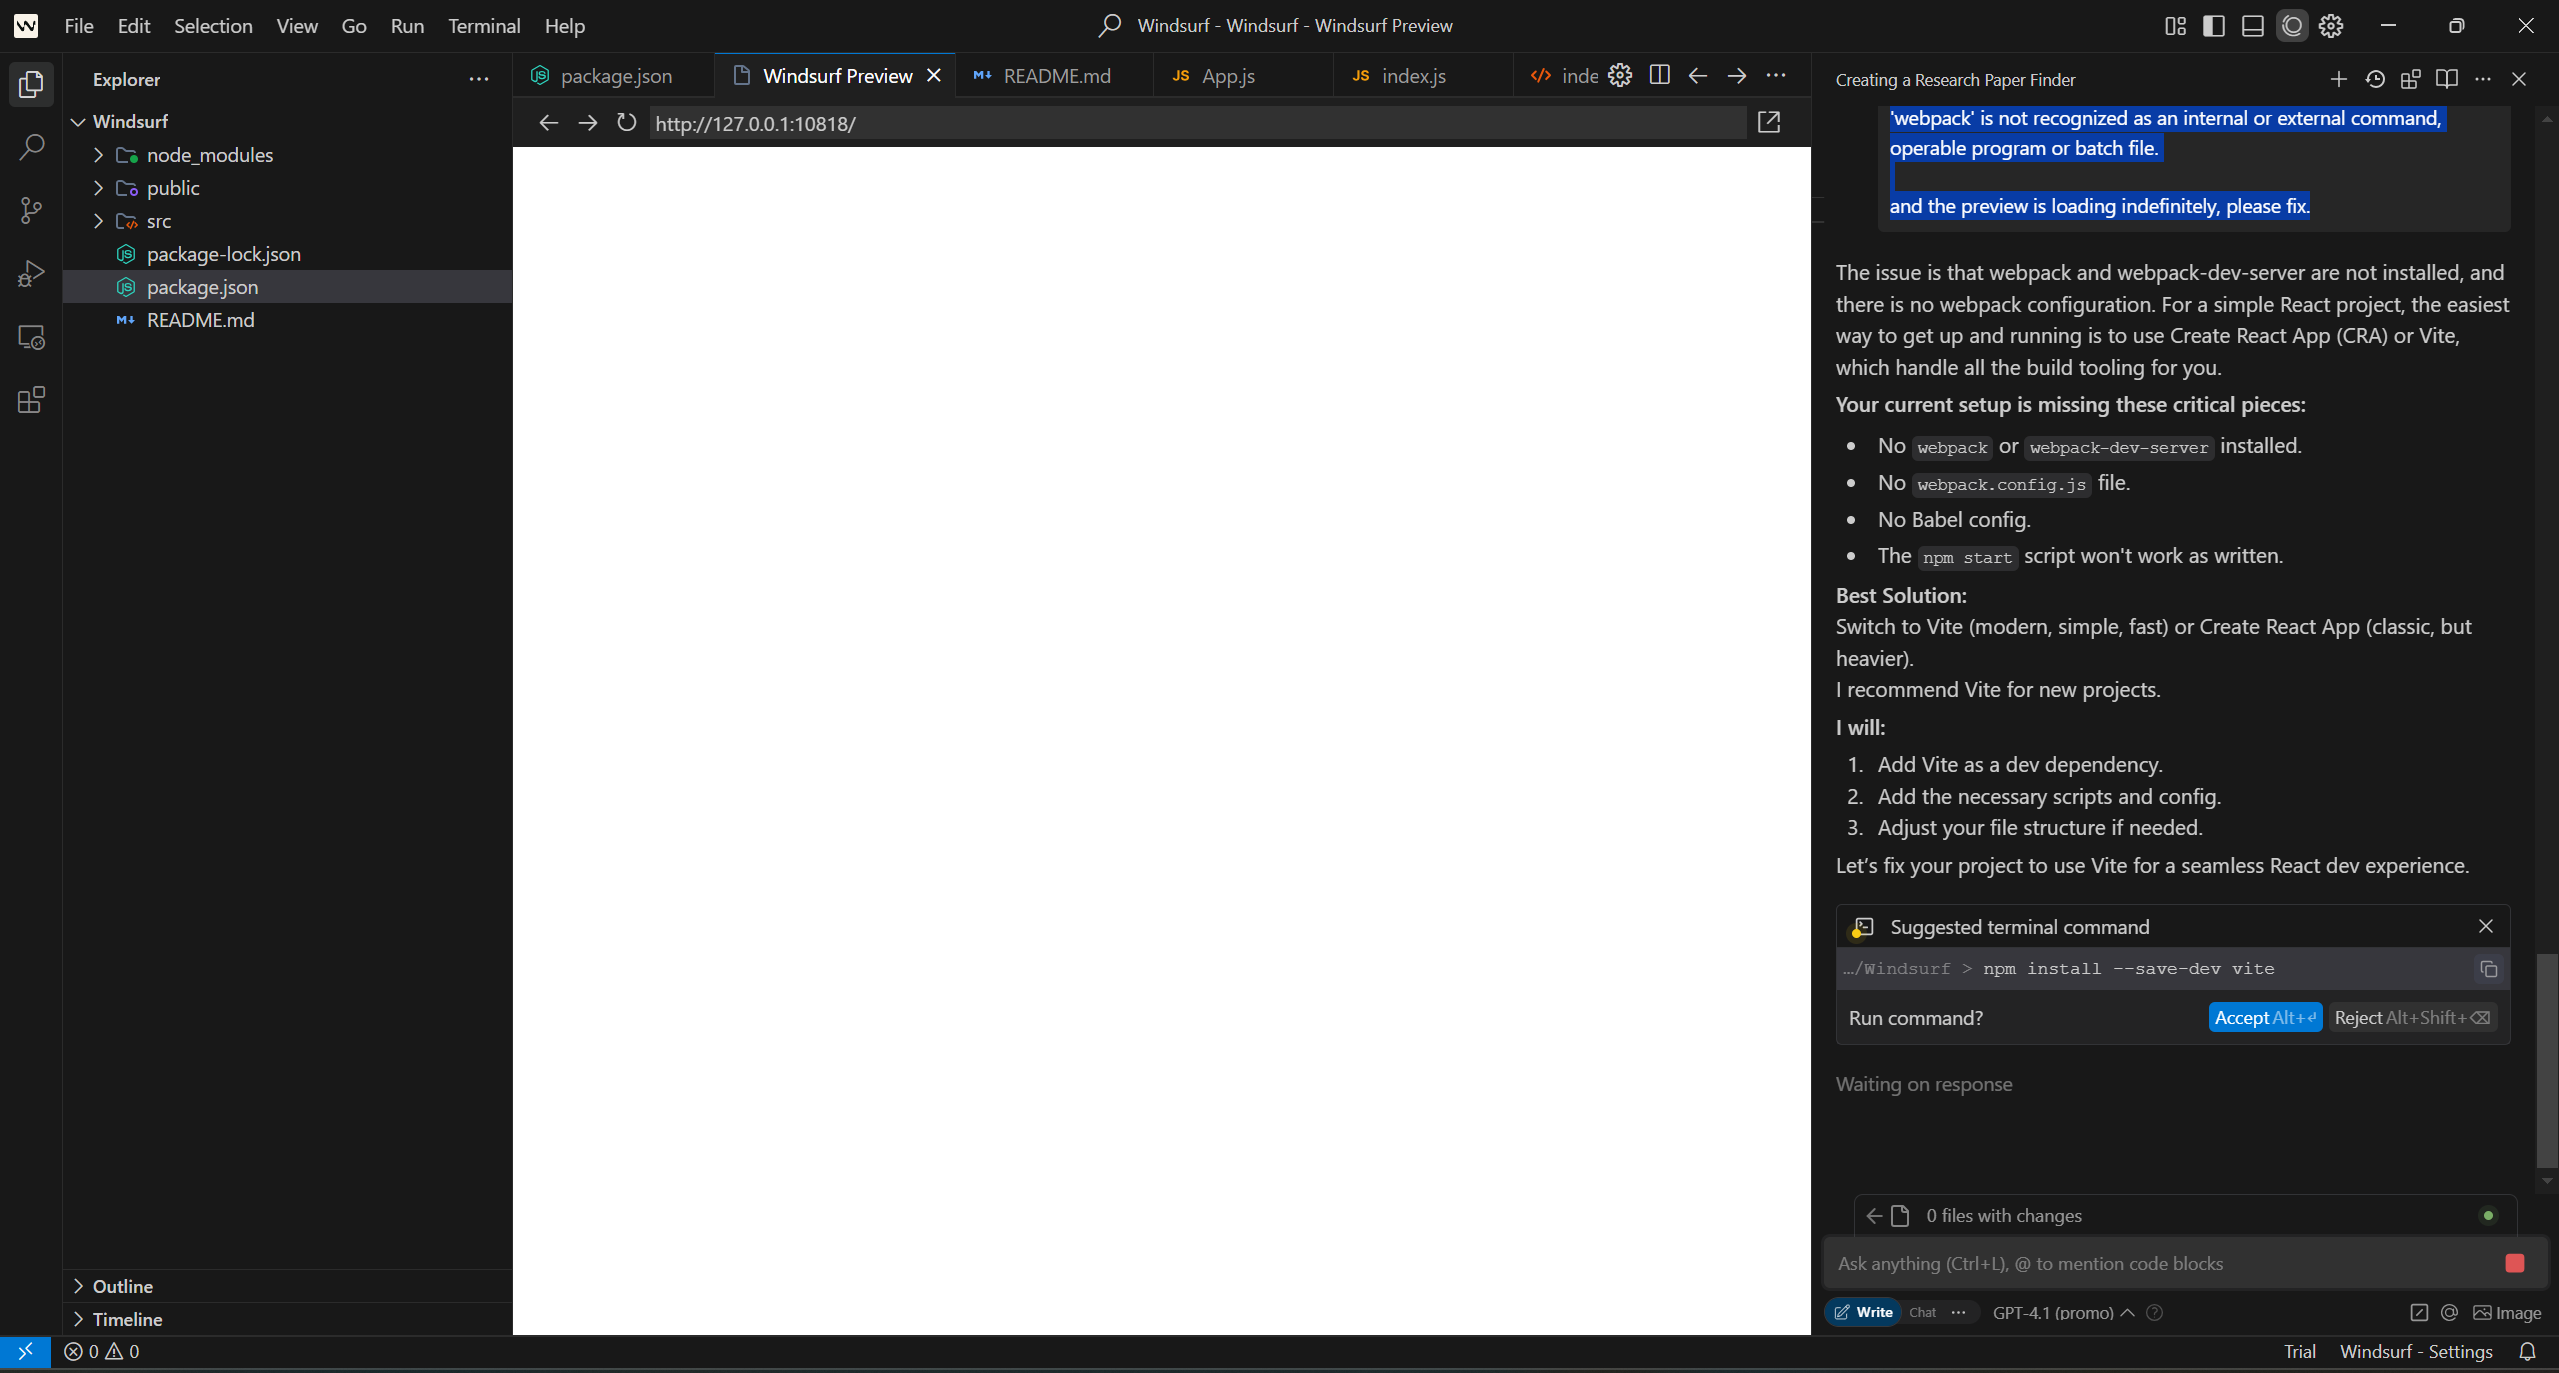 File Edit Selection View Go Run Terminal Help
Windsurf - Windsurf - Windsurf Preview
Explorer
Windsurf
node_modules
public
src
package-lock.json
package.json
README.md
Outline
Timeline
package.json
Windsurf Preview
README.md
JS App.js
JS index.js
inde
http://127.0.0.1:10818/
Creating a Research Paper Finder
'webpack' is not recognized as an internal or external command,
operable program or batch file.
and the preview is loading indefinitely, please fix.
The issue is that webpack and webpack-dev-server are not installed, and
there is no webpack configuration. For a simple React project, the easiest
way to get up and running is to use Create React App (CRA) or Vite,
which handle all the build tooling for you.
Your current setup is missing these critical pieces:
• No webpack or webpack-dev-server installed.
• No webpack.config.js file.
• No Babel config.
• The npm start script won't work as written.
Best Solution:
Switch to Vite (modern, simple, fast) or Create React App (classic, but
heavier).
I recommend Vite for new projects.
I will:
1. Add Vite as a dev dependency.
2. Add the necessary scripts and config.
3. Adjust your file structure if needed.
Let's fix your project to use Vite for a seamless React dev experience.
Suggested terminal command
…/Windsurf > npm install --save-dev vite
Run command?
Accept Alt+⏎ Reject Alt+Shift+⌫
Waiting on response
0 files with changes
Ask anything (Ctrl+L), @ to mention code blocks
Write Chat ··· GPT-4.1 (promo) Image
0 0
Trial Windsurf - Settings